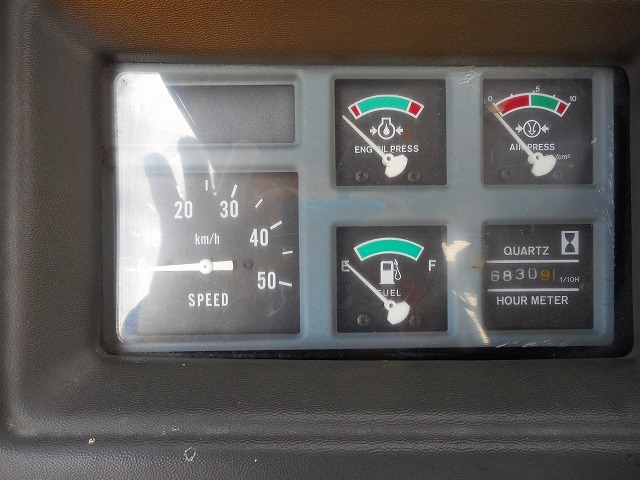 20 30
km/h
40
50
0
SPEED
ENG OIL PRESS
0 5 10
AIR PRESS
/cm²
E F
FUEL
QUARTZ
68309 1/10H
HOUR METER